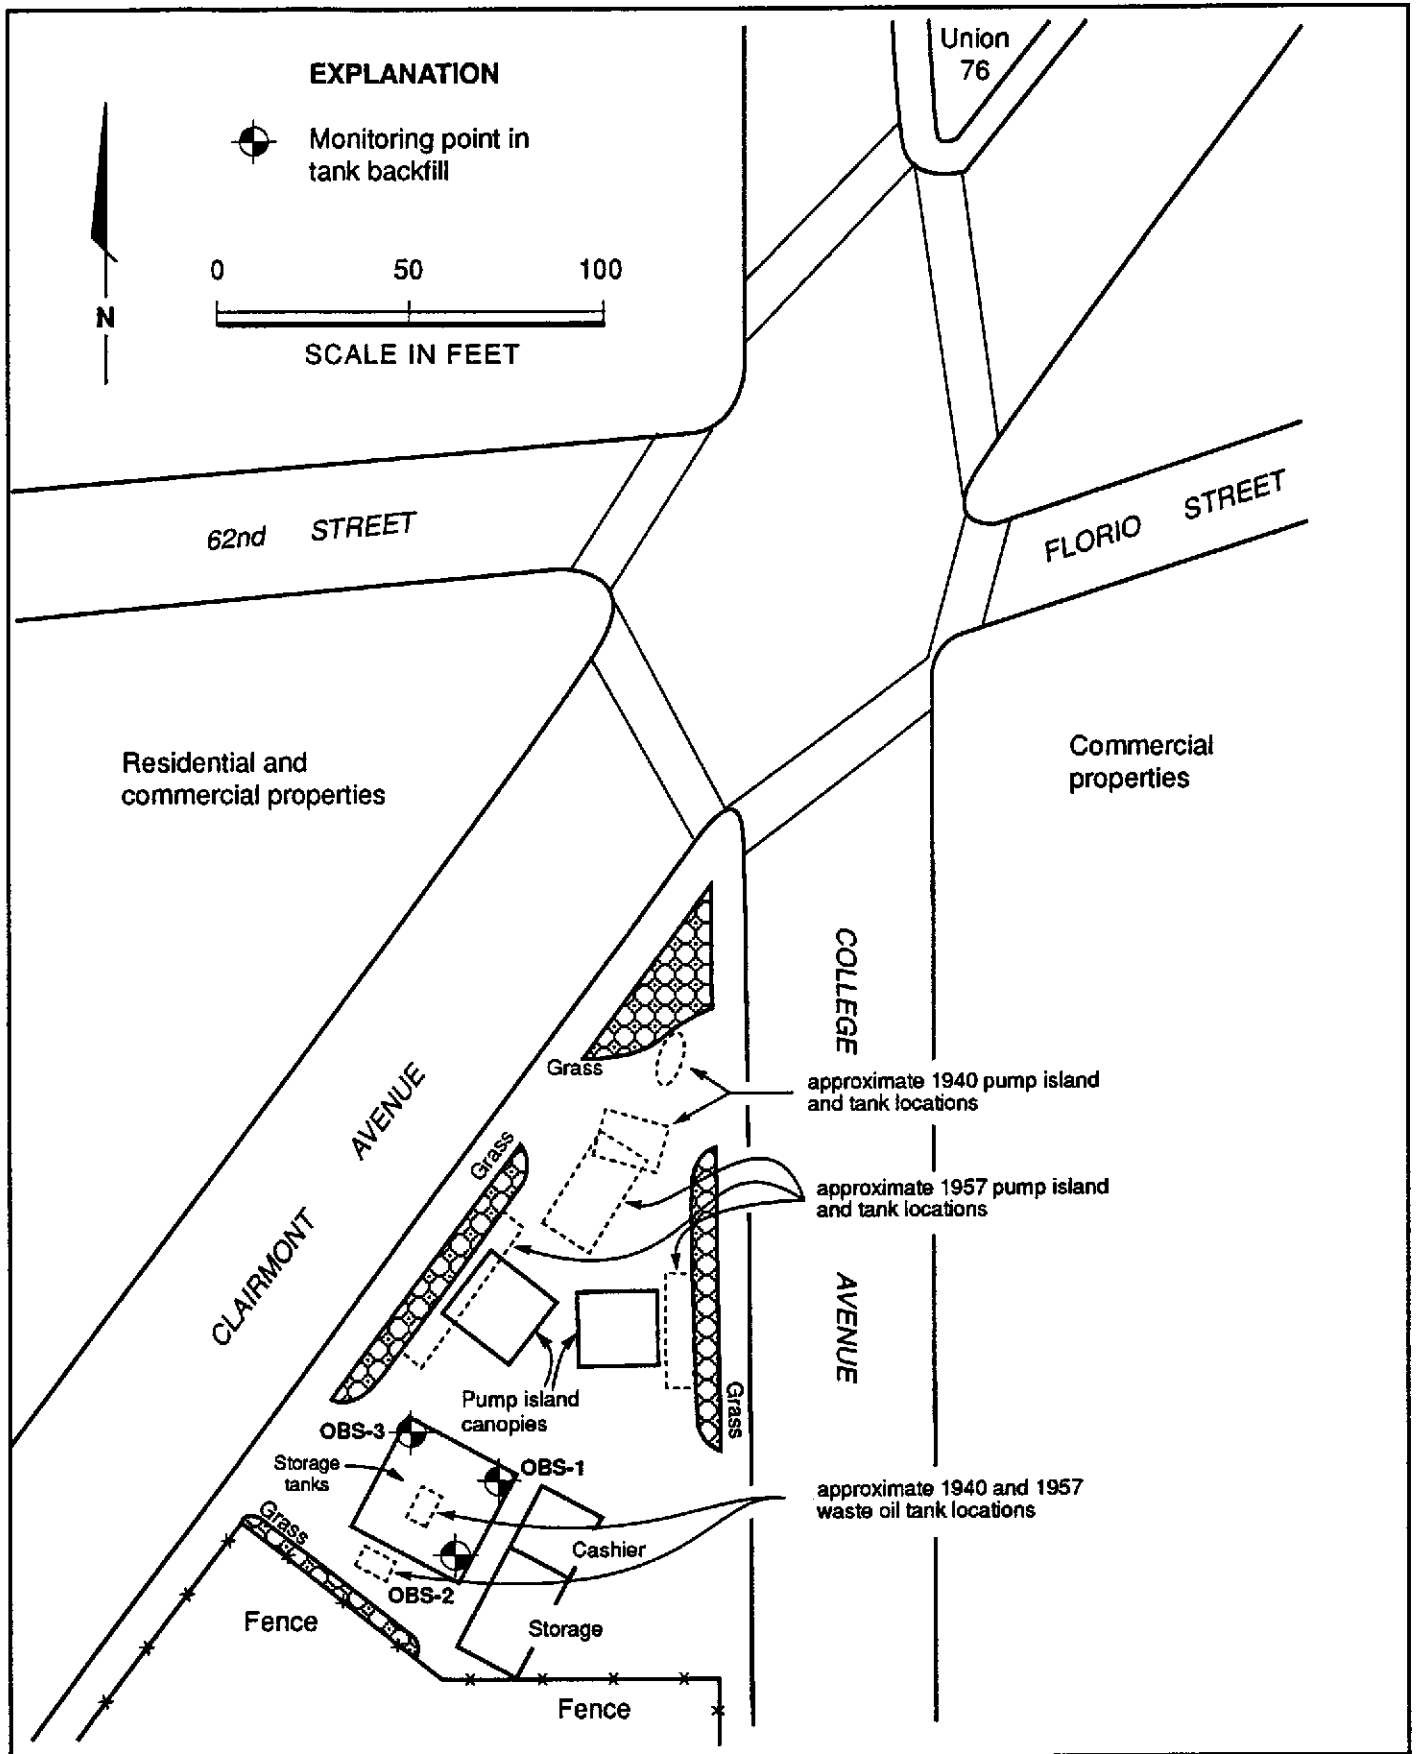 Union
76
EXPLANATION
Monitoring point in
tank backfill
0 50 100
SCALE IN FEET
N
62nd STREET
FLORIO STREET
Residential and
commercial properties
Commercial
properties
COLLEGE
AVENUE
CLAIRMONT
AVENUE
Grass
approximate 1940 pump island
and tank locations
Grass
approximate 1957 pump island
and tank locations
Pump island
canopies
Grass
OBS-3
Storage
tanks
OBS-1
approximate 1940 and 1957
waste oil tank locations
Grass
Cashier
OBS-2
Fence
Storage
Fence